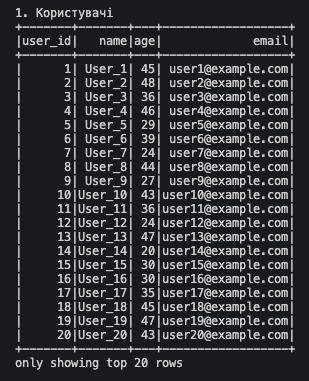 1. Користувачі
+-------+-------+---+------------------+
|user_id|   name|age|             email|
+-------+-------+---+------------------+
|      1| User_1| 45| user1@example.com|
|      2| User_2| 48| user2@example.com|
|      3| User_3| 36| user3@example.com|
|      4| User_4| 46| user4@example.com|
|      5| User_5| 29| user5@example.com|
|      6| User_6| 39| user6@example.com|
|      7| User_7| 24| user7@example.com|
|      8| User_8| 44| user8@example.com|
|      9| User_9| 27| user9@example.com|
|     10|User_10| 43|user10@example.com|
|     11|User_11| 36|user11@example.com|
|     12|User_12| 24|user12@example.com|
|     13|User_13| 47|user13@example.com|
|     14|User_14| 20|user14@example.com|
|     15|User_15| 30|user15@example.com|
|     16|User_16| 30|user16@example.com|
|     17|User_17| 35|user17@example.com|
|     18|User_18| 45|user18@example.com|
|     19|User_19| 47|user19@example.com|
|     20|User_20| 43|user20@example.com|
+-------+-------+---+------------------+
only showing top 20 rows